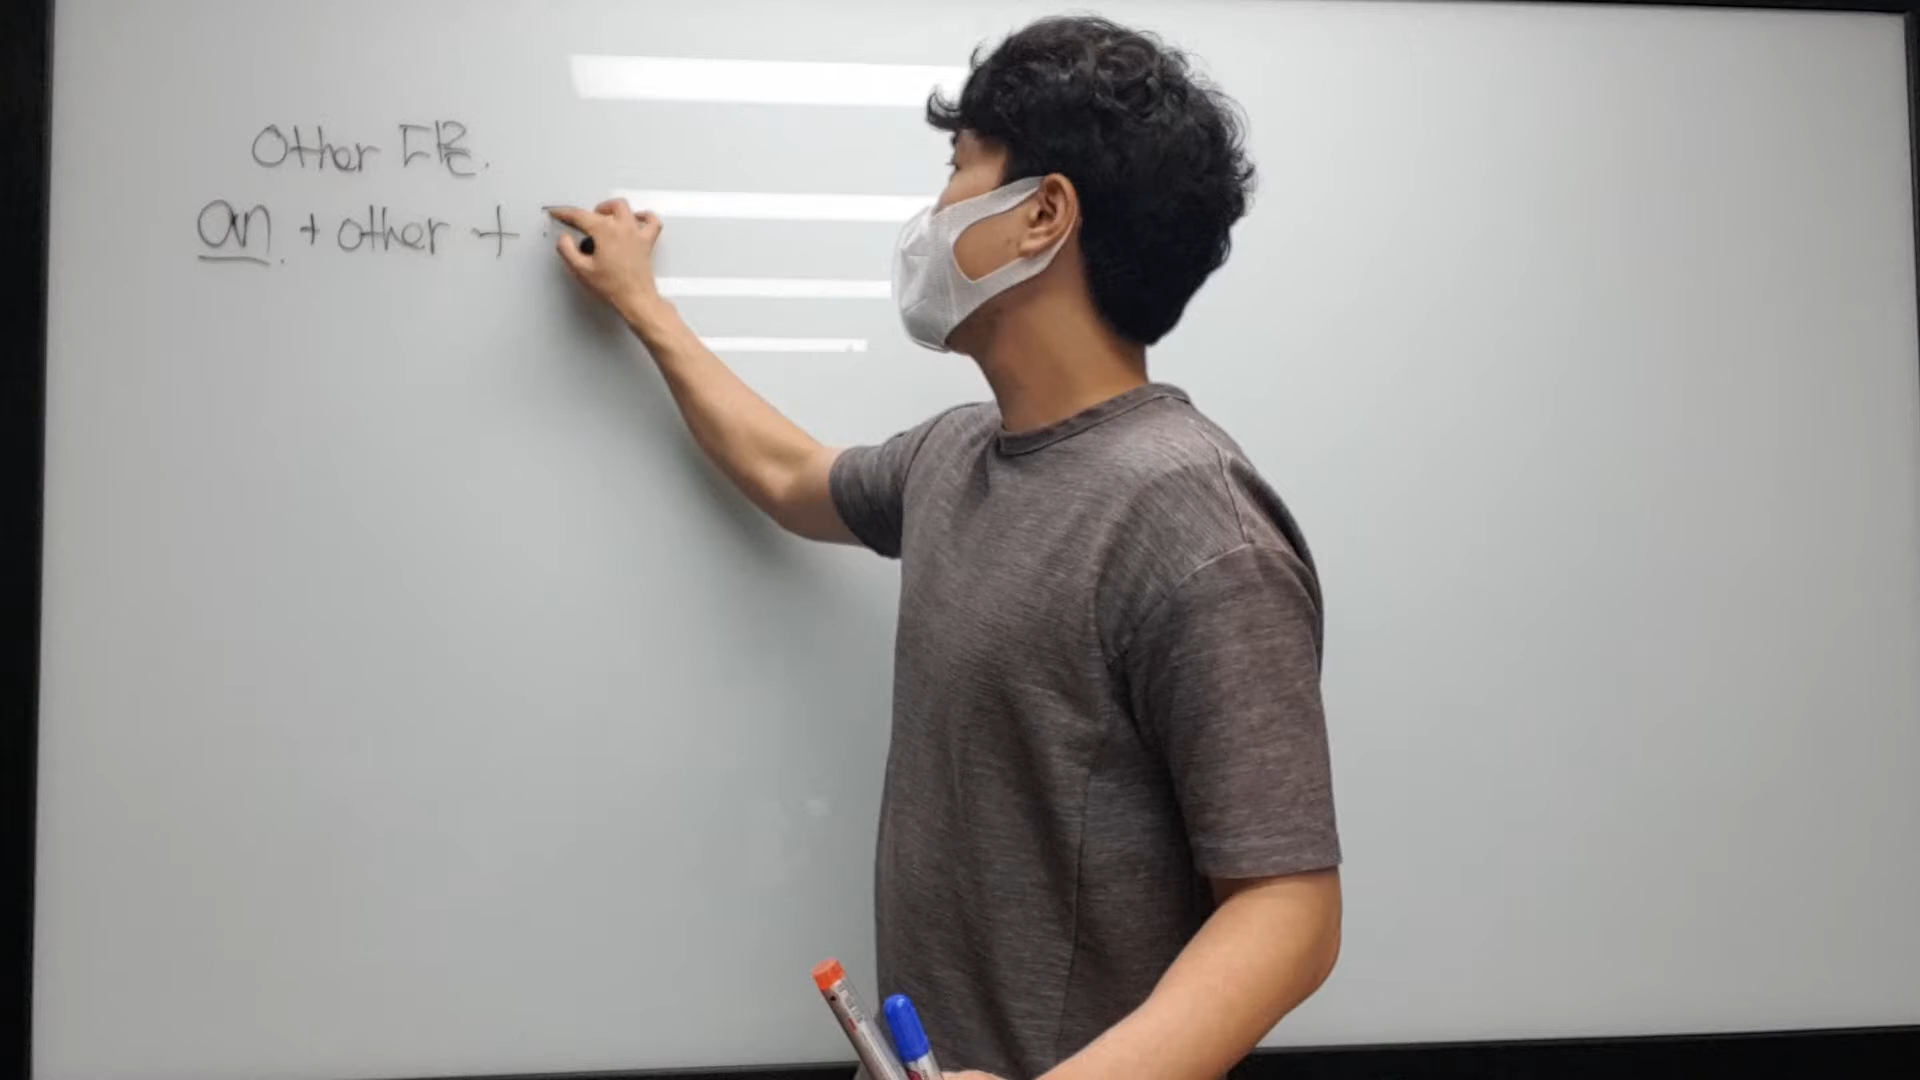 Other 다른.
an. + other +